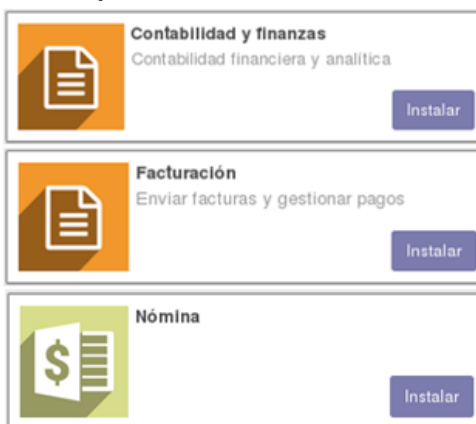 Contabilidad y finanzas
Contabilidad financiera y analítica
Instalar
Facturación
Enviar facturas y gestionar pagos
Instalar
Nómina
$
Instalar